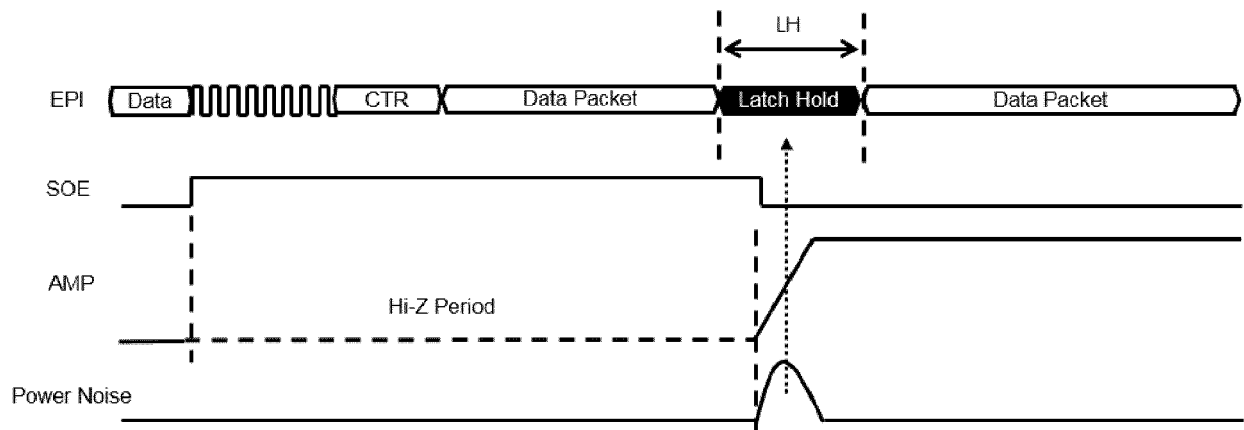 LH
EPI
Data
CTR
Data Packet
Latch Hold
Data Packet
SOE
AMP
Hi-Z Period
Power Noise